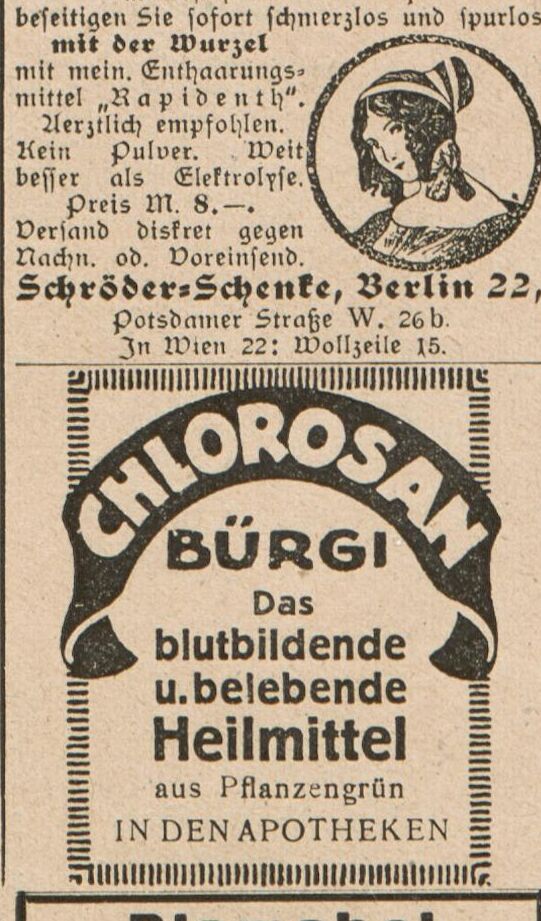 beseitigen Sie sofort schmerzlos und spurlos
mit der Wurzel
mit mein. Enthaarungs-
mittel „Rapidenth“.
Aerztlich empfohlen.
Kein Pulver. Weit
besser als Elektrolyse.
Preis M. 8.—.
Versand diskret gegen
Nachn. od. Voreinsend.
Schröder-Schenke, Berlin 22,
Potsdamer Straße W. 26b.
In Wien 22: Wollzeile 15.
CHLOROSAN
BÜRGI
Das
blutbildende
u. belebende
Heilmittel
aus Pflanzengrün
IN DEN APOTHEKEN